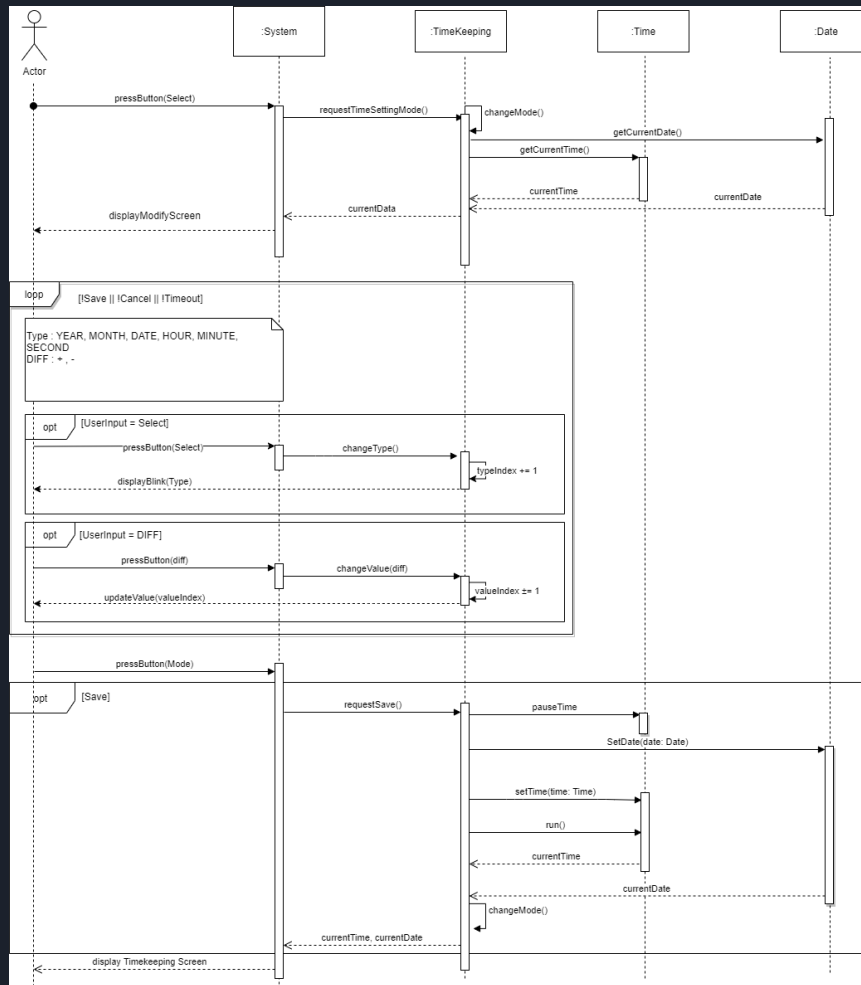 :System
:TimeKeeping
:Time
:Date
Actor
pressButton(Select)
requestTimeSettingMode()
changeMode()
getCurrentDate()
getCurrentTime()
currentTime
currentDate
currentData
displayModifyScreen
loop
[!Save || !Cancel || !Timeout]
Type : YEAR, MONTH, DATE, HOUR, MINUTE,
SECOND
DIFF : + , -
opt
[UserInput = Select]
pressButton(Select)
changeType()
typeIndex += 1
displayBlink(Type)
opt
[UserInput = DIFF]
pressButton(diff)
changeValue(diff)
valueIndex ±= 1
updateValue(valueIndex)
pressButton(Mode)
opt
[Save]
requestSave()
pauseTime
SetDate(date: Date)
setTime(time: Time)
run()
currentTime
currentDate
changeMode()
currentTime, currentDate
display Timekeeping Screen